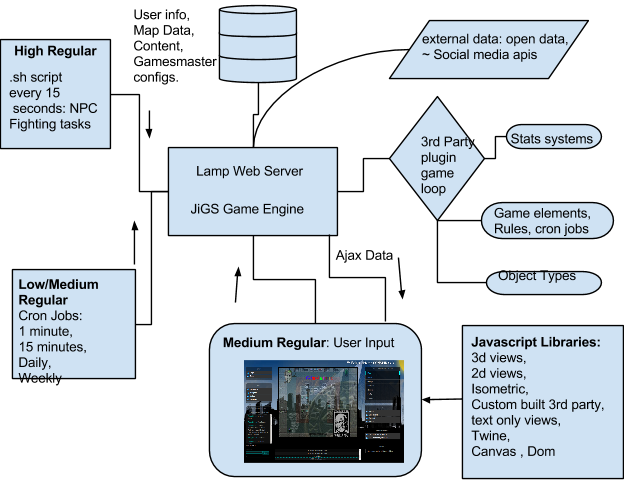 User info,
Map Data,
Content,
Gamesmaster
configs.
external data: open data,
~ Social media apis
High Regular
.sh script
every 15
seconds: NPC
Fighting tasks
3rd Party
plugin
game
loop
Stats systems
Lamp Web Server
JiGS Game Engine
Game elements,
Rules, cron jobs
Ajax Data
Object Types
Low/Medium
Regular
Cron Jobs:
1 minute,
15 minutes,
Daily,
Weekly
Medium Regular: User Input
Javascript Libraries:
3d views,
2d views,
Isometric,
Custom built 3rd party,
text only views,
Twine,
Canvas , Dom